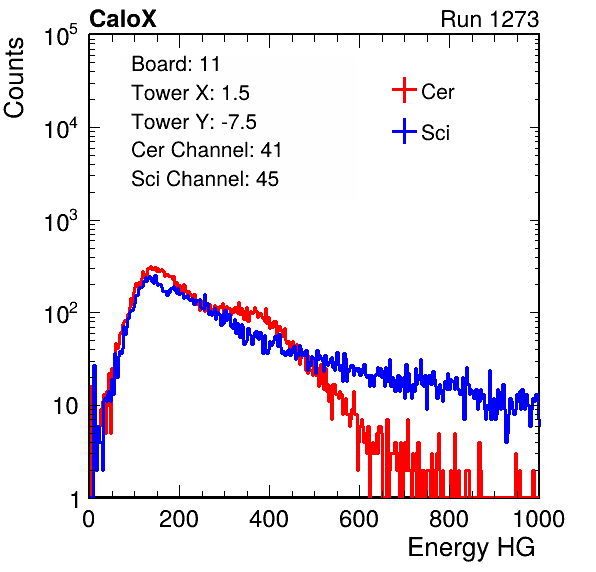 CaloX Run 1273
Counts
10^5
10^4
10^3
10^2
10
1
Board: 11
Tower X: 1.5
Tower Y: -7.5
Cer Channel: 41
Sci Channel: 45
Cer
Sci
0 200 400 600 800 1000
Energy HG